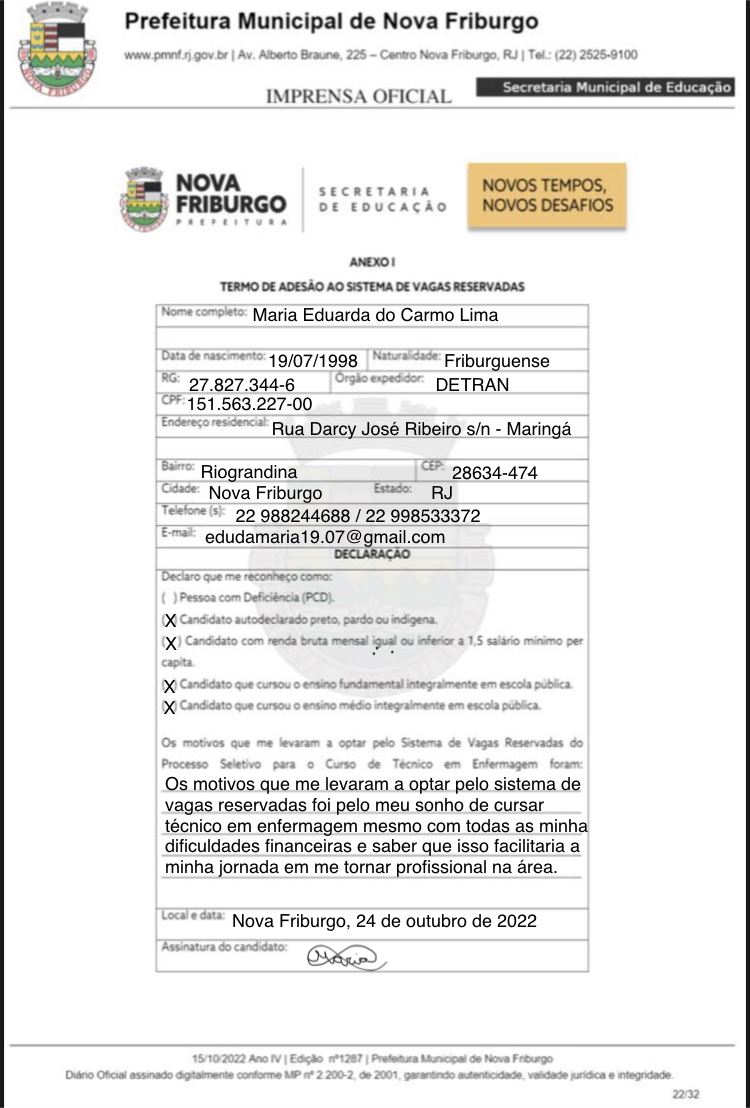 Prefeitura Municipal de Nova Friburgo
www.pmnf.rj.gov.br | Av. Alberto Braune, 225 – Centro Nova Friburgo, RJ | Tel.: (22) 2525-9100
IMPRENSA OFICIAL
Secretaria Municipal de Educação
NOVA FRIBURGO
NOVA
FRIBURGO
PREFEITURA
SECRETARIA
DE EDUCAÇÃO
NOVOS TEMPOS,
NOVOS DESAFIOS
ANEXO I
TERMO DE ADESÃO AO SISTEMA DE VAGAS RESERVADAS
Nome completo: Maria Eduarda do Carmo Lima
Data de nascimento: 19/07/1998 Naturalidade: Friburguense
RG: 27.827.344-6 Órgão expedidor: DETRAN
CPF: 151.563.227-00
Endereço residencial: Rua Darcy José Ribeiro s/n - Maringá
Bairro: Riograndina CEP: 28634-474
Cidade: Nova Friburgo Estado: RJ
Telefone (s): 22 988244688 / 22 998533372
E-mail: edudamaria19.07@gmail.com
DECLARAÇÃO
Declaro que me reconheço como:
( ) Pessoa com Deficiência (PCD).
(X) Candidato autodeclarado preto, pardo ou indígena.
(X) Candidato com renda bruta mensal igual ou inferior a 1,5 salário mínimo per
capita.
(X) Candidato que cursou o ensino fundamental integralmente em escola pública.
(X) Candidato que cursou o ensino médio integralmente em escola pública.
Os motivos que me levaram a optar pelo Sistema de Vagas Reservadas do
Processo Seletivo para o Curso de Técnico em Enfermagem foram:
Os motivos que me levaram a optar pelo sistema de
vagas reservadas foi pelo meu sonho de cursar
técnico em enfermagem mesmo com todas as minha
dificuldades financeiras e saber que isso facilitaria a
minha jornada em me tornar profissional na área.
Local e data: Nova Friburgo, 24 de outubro de 2022
Assinatura do candidato: Maria
15/10/2022 Ano IV | Edição nº1287 | Prefeitura Municipal de Nova Friburgo
Diário Oficial assinado digitalmente conforme MP nº 2.200-2, de 2001, garantindo autenticidade, validade jurídica e integridade.
22/32